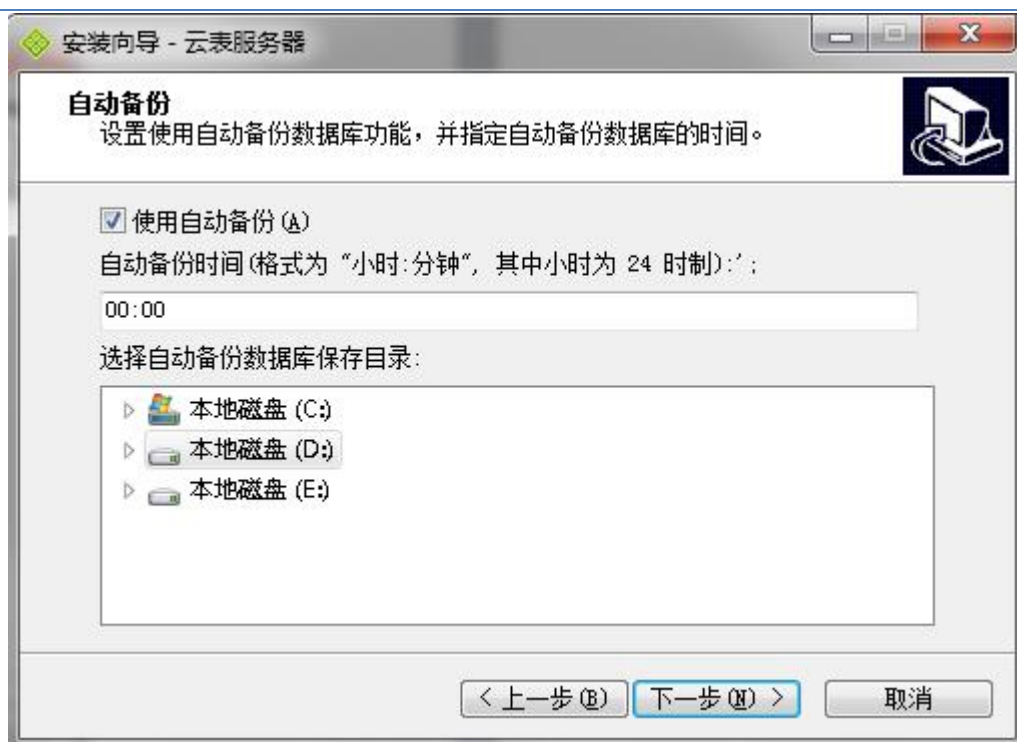 安装向导 - 云表服务器
自动备份
设置使用自动备份数据库功能，并指定自动备份数据库的时间。
使用自动备份(A)
自动备份时间(格式为 “小时:分钟“, 其中小时为 24 时制):′;
00:00
选择自动备份数据库保存目录:
本地磁盘 (C:)
本地磁盘 (D:)
本地磁盘 (E:)
< 上一步(B)
下一步(N) >
取消